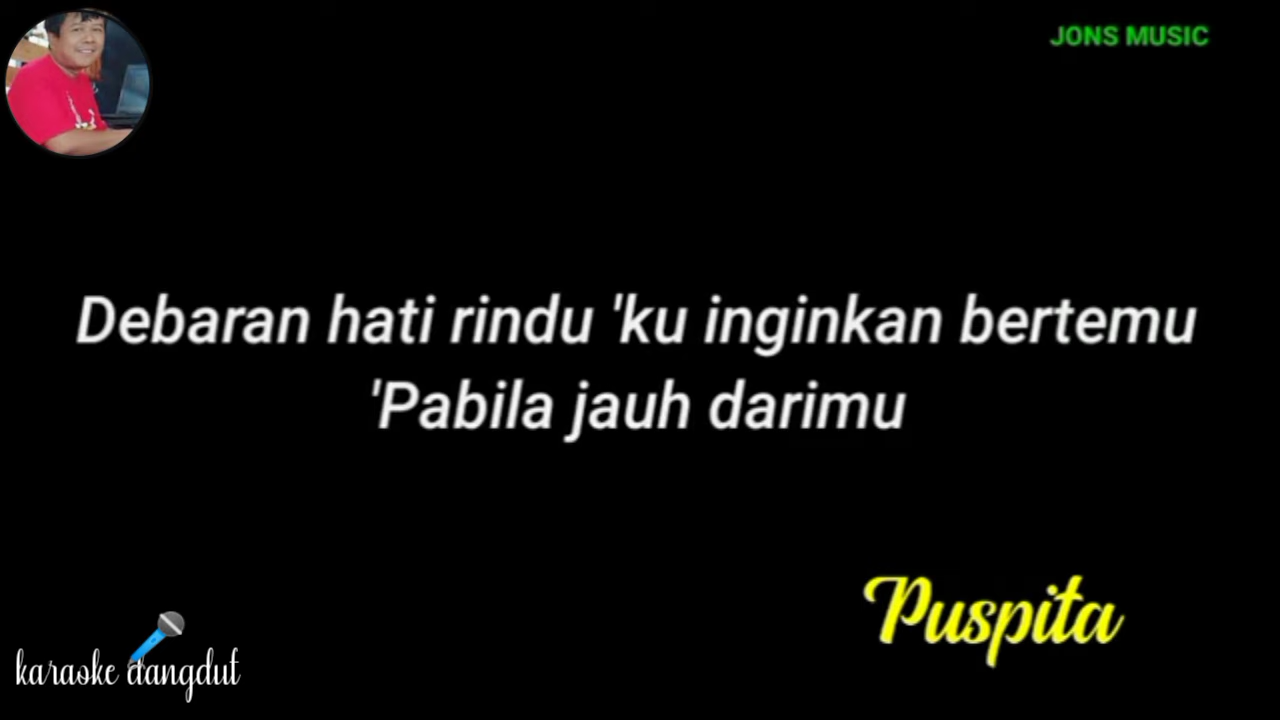 JONS MUSIC
Debaran hati rindu 'ku inginkan bertemu
'Pabila jauh darimu
Puspita
karaoke dangdut